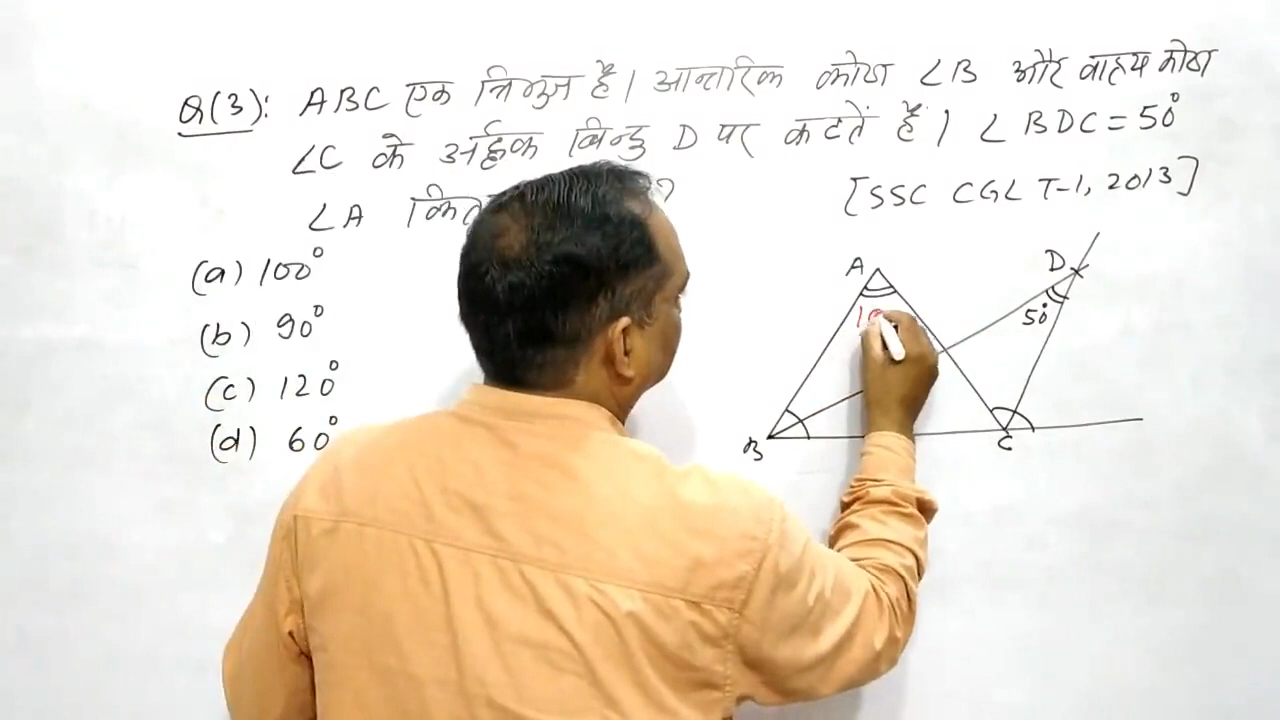 Q(3): ABC एक त्रिभुज है। आन्तरिक कोण ∠B और वाह्य कोण
∠C के अर्द्धक बिन्दु D पर कटतें हैं। ∠BDC = 50°
∠A ?
[SSC CGL T-1, 2013]
(a) 100°
(b) 90°
(c) 120°
(d) 60°
A
D
50°
B
C